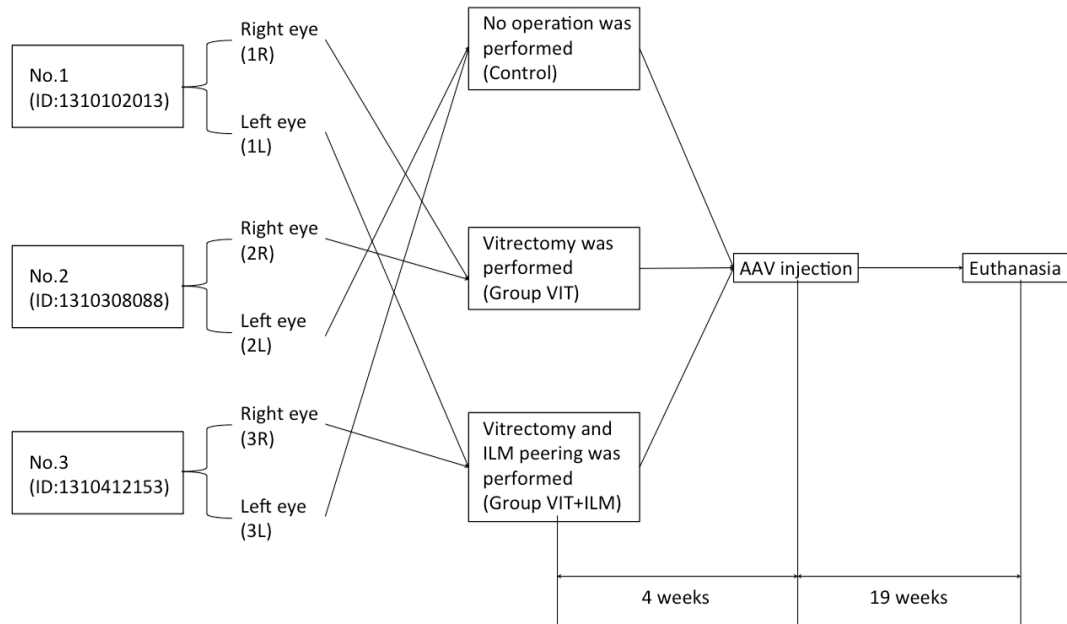 No.1
(ID:1310102013)
Right eye
(1R)
Left eye
(1L)
No.2
(ID:1310308088)
Right eye
(2R)
Left eye
(2L)
No.3
(ID:1310412153)
Right eye
(3R)
Left eye
(3L)
No operation was
performed
(Control)
Vitrectomy was
performed
(Group VIT)
Vitrectomy and
ILM peering was
performed
(Group VIT+ILM)
AAV injection
Euthanasia
4 weeks
19 weeks